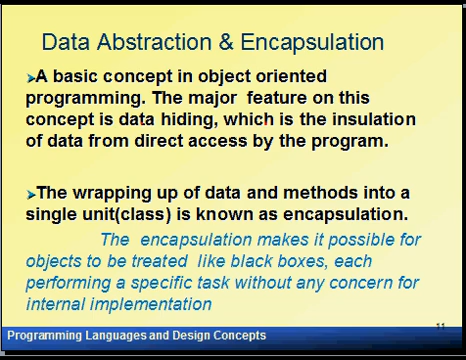 Data Abstraction & Encapsulation
➢A basic concept in object oriented
programming. The major feature on this
concept is data hiding, which is the insulation
of data from direct access by the program.
➢The wrapping up of data and methods into a
single unit(class) is known as encapsulation.
The encapsulation makes it possible for
objects to be treated like black boxes, each
performing a specific task without any concern for
internal implementation
11
Programming Languages and Design Concepts